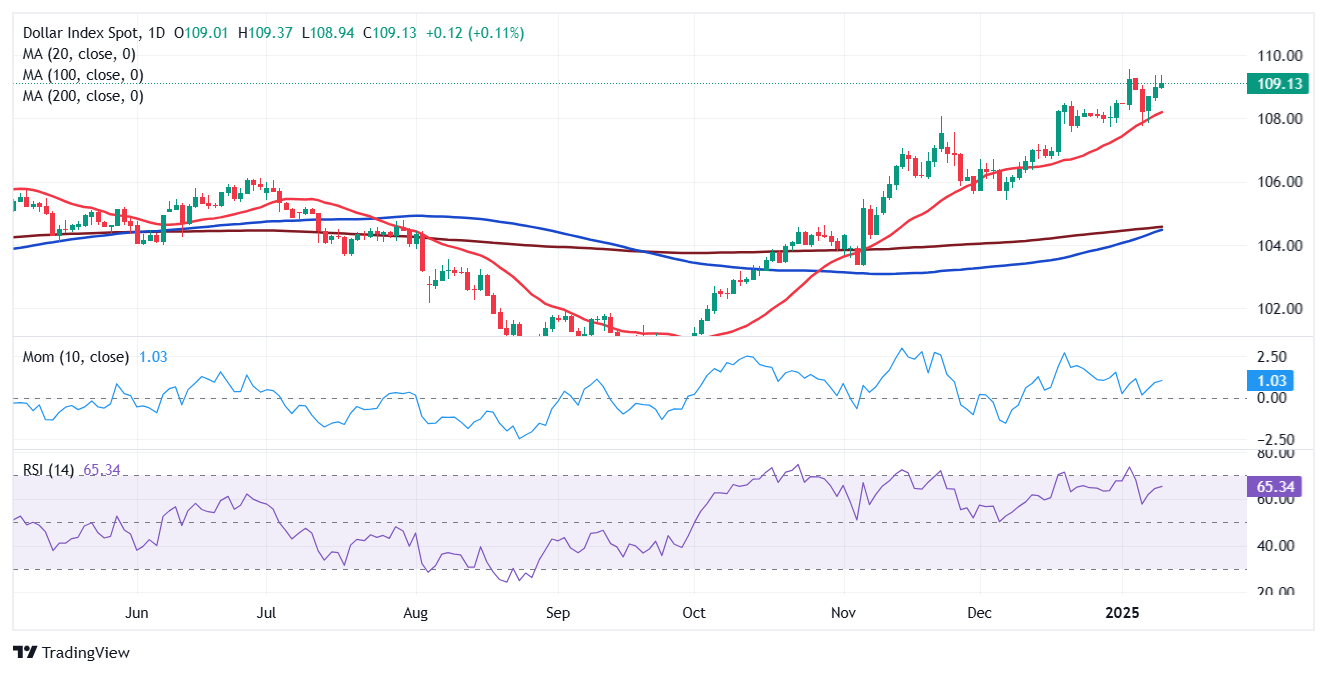 Dollar Index Spot, 1D O109.01 H109.37 L108.94 C109.13 +0.12 (+0.11%)
MA (20, close, 0)
MA (100, close, 0)
MA (200, close, 0)
110.00
109.13
108.00
106.00
104.00
102.00
Mom (10, close) 1.03
2.50
1.03
0.00
−2.50
RSI (14) 65.34
80.00
65.34
60.00
40.00
20.00
Jun Jul Aug Sep Oct Nov Dec 2025
TradingView